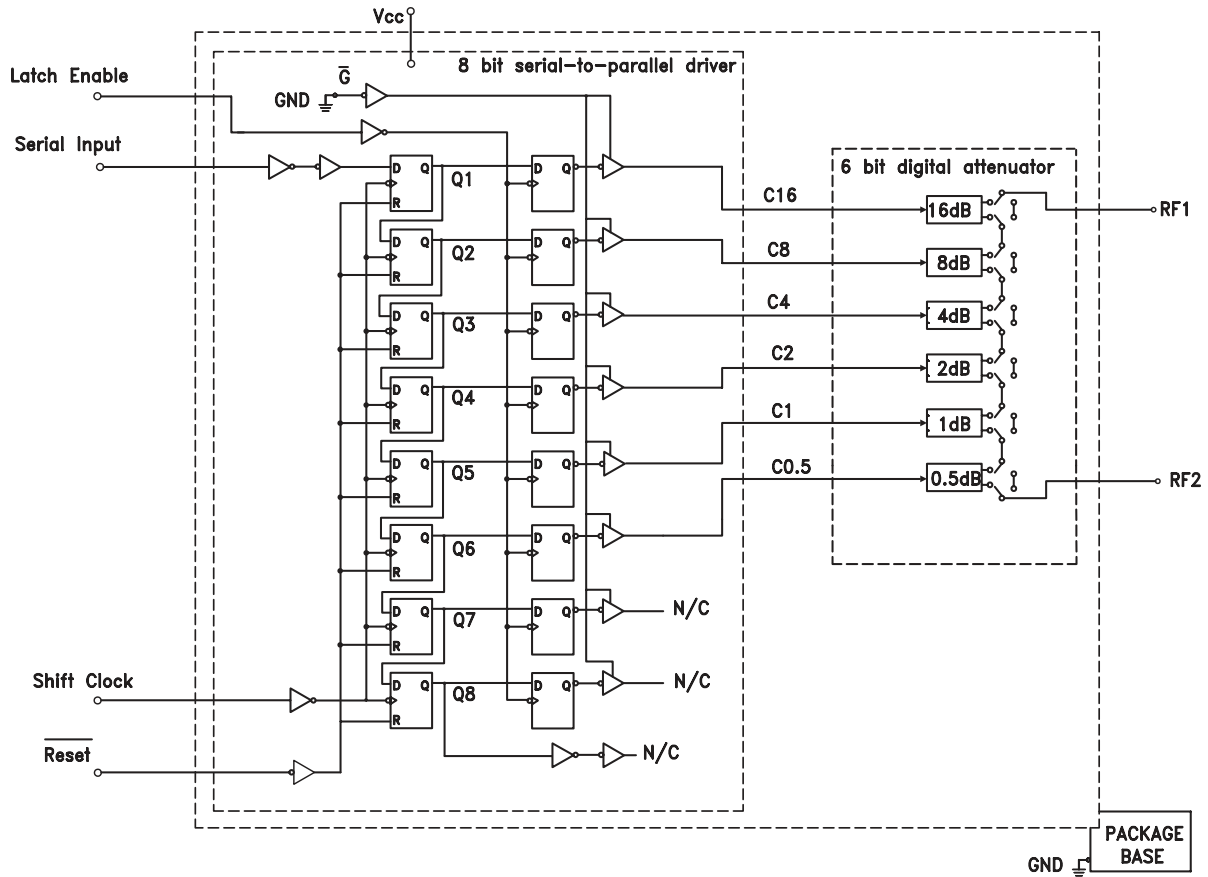 Vcc
8 bit serial-to-parallel driver
Latch Enable
G
GND
Serial Input
D Q
R
Q1
D Q
D Q
R
Q2
D Q
D Q
R
Q3
D Q
D Q
R
Q4
D Q
D Q
R
Q5
D Q
D Q
R
Q6
D Q
D Q
R
Q7
D Q
N/C
D Q
R
Q8
D Q
N/C
N/C
Shift Clock
Reset
C16
C8
C4
C2
C1
C0.5
6 bit digital attenuator
16dB
8dB
4dB
2dB
1dB
0.5dB
RF1
RF2
PACKAGE
BASE
GND